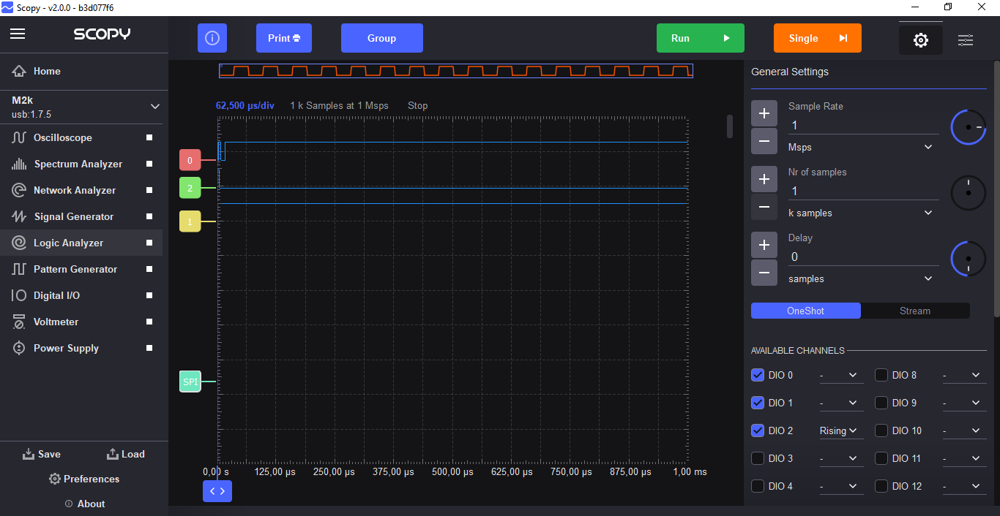 Scopy - v2.0.0 - b3d077f6
SCOPY
Print
Group
Run
Single
Home
M2k
usb:1.7.5
Oscilloscope
Spectrum Analyzer
Network Analyzer
Signal Generator
Logic Analyzer
Pattern Generator
Digital I/O
Voltmeter
Power Supply
Save Load
Preferences
About
62,500 µs/div 1 k Samples at 1 Msps Stop
0
2
1
SPI
0,00 s 125,00 µs 250,00 µs 375,00 µs 500,00 µs 625,00 µs 750,00 µs 875,00 µs 1,00 ms
General Settings
Sample Rate
1
Msps
Nr of samples
1
k samples
Delay
0
samples
OneShot Stream
AVAILABLE CHANNELS
DIO 0 - DIO 8 -
DIO 1 - DIO 9 -
DIO 2 Rising DIO 10 -
DIO 3 - DIO 11 -
DIO 4 - DIO 12 -